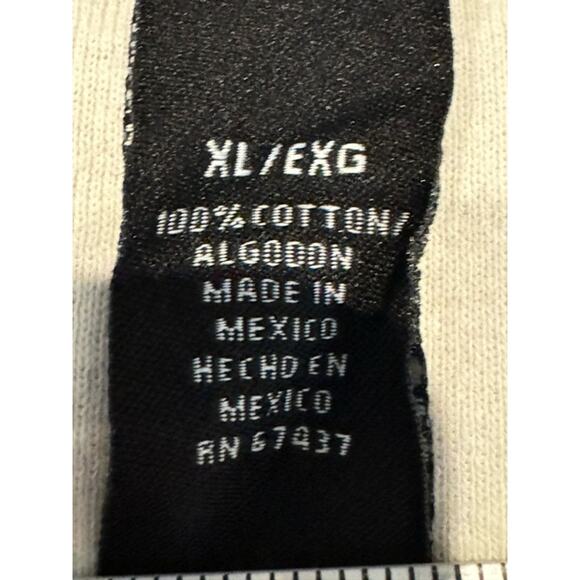 XL/EXG
100% COTTON/
ALGODON
MADE IN
MEXICO
HECHO EN
MEXICO
RN 67437